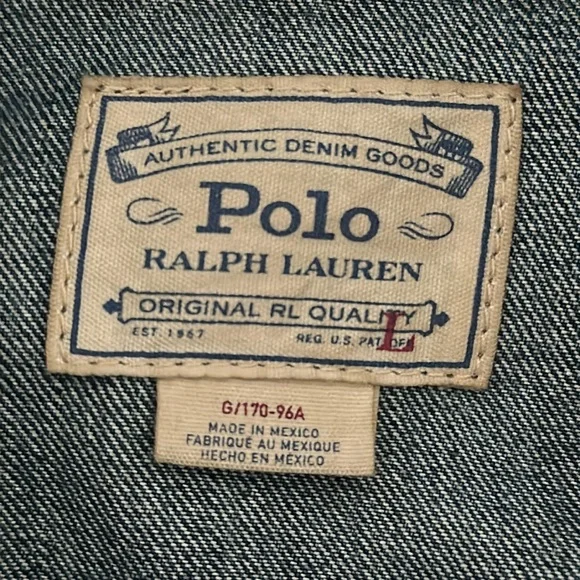 AUTHENTIC DENIM GOODS
Polo
RALPH LAUREN
ORIGINAL RL QUALITY
EST. 1967 REG. U.S. PAT. OFF.
L
G/170-96A
MADE IN MEXICO
FABRIQUÉ AU MEXIQUE
HECHO EN MÉXICO